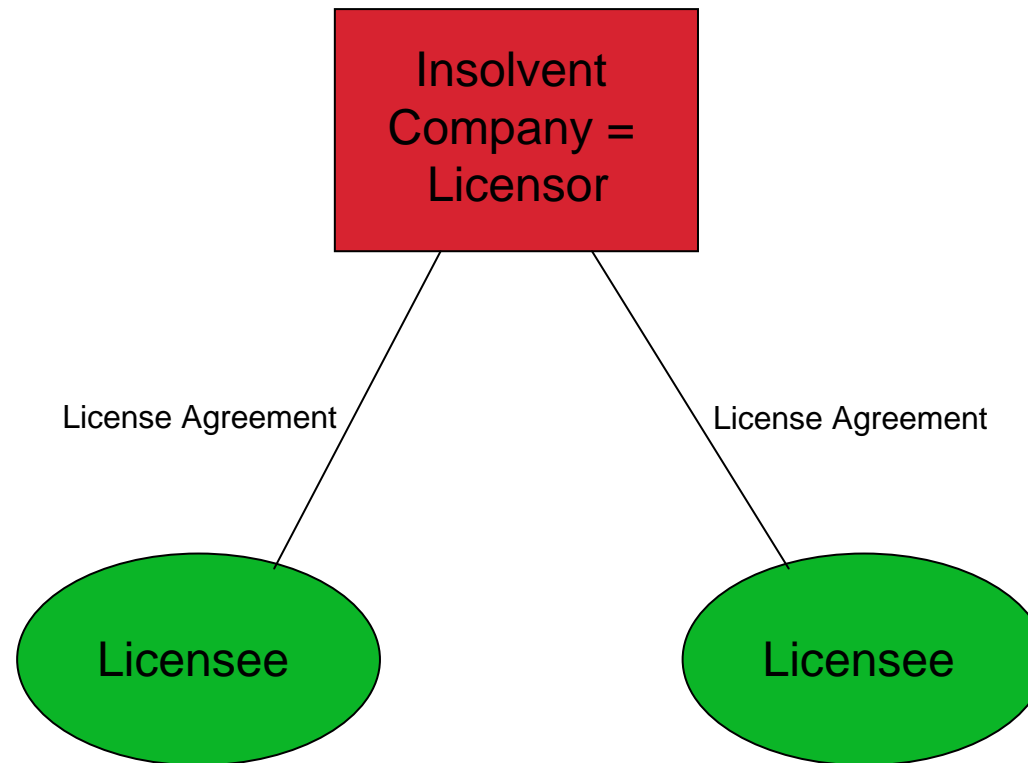 Insolvent
Company =
Licensor
License Agreement
License Agreement
Licensee
Licensee